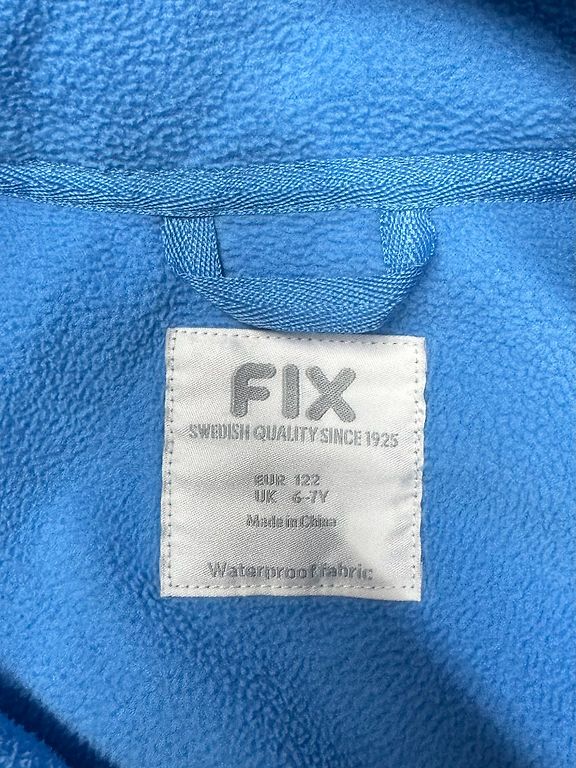 FIX
SWEDISH QUALITY SINCE 1925
EUR 122
UK 6-7Y
Made in China
Waterproof fabric